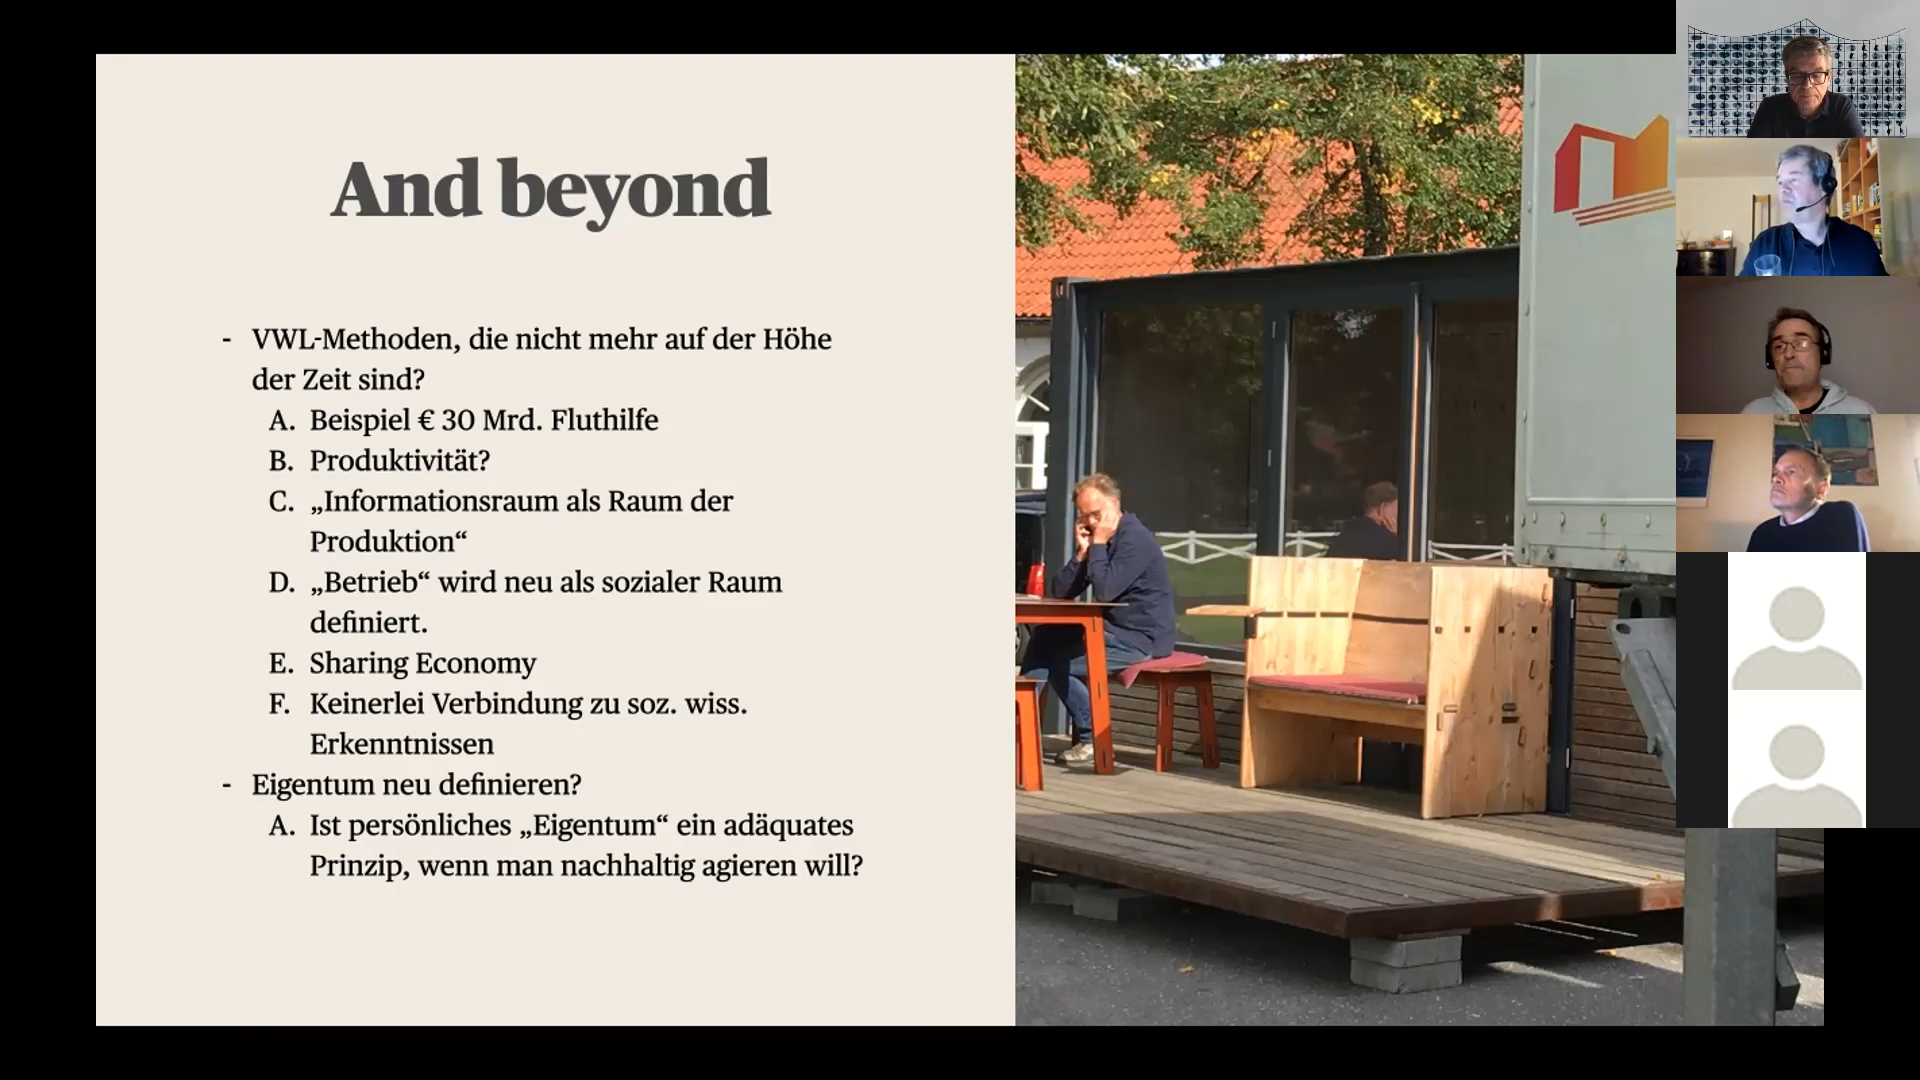 And beyond
- VWL-Methoden, die nicht mehr auf der Höhe
der Zeit sind?
A. Beispiel € 30 Mrd. Fluthilfe
B. Produktivität?
C. „Informationsraum als Raum der
Produktion“
D. „Betrieb“ wird neu als sozialer Raum
definiert.
E. Sharing Economy
F. Keinerlei Verbindung zu soz. wiss.
Erkenntnissen
- Eigentum neu definieren?
A. Ist persönliches „Eigentum“ ein adäquates
Prinzip, wenn man nachhaltig agieren will?